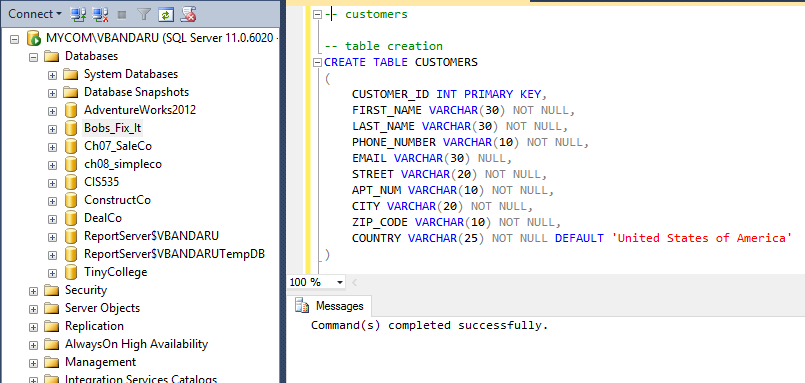 Connect
MYCOM\VBANDARU (SQL Server 11.0.6020 -
Databases
System Databases
Database Snapshots
AdventureWorks2012
Bobs_Fix_It
Ch07_SaleCo
ch08_simpleco
CIS535
ConstructCo
DealCo
ReportServer$VBANDARU
ReportServer$VBANDARUTempDB
TinyCollege
Security
Server Objects
Replication
AlwaysOn High Availability
Management
Integration Services Catalogs
-- customers
-- table creation
CREATE TABLE CUSTOMERS
(
CUSTOMER_ID INT PRIMARY KEY,
FIRST_NAME VARCHAR(30) NOT NULL,
LAST_NAME VARCHAR(30) NOT NULL,
PHONE_NUMBER VARCHAR(10) NOT NULL,
EMAIL VARCHAR(30) NULL,
STREET VARCHAR(20) NOT NULL,
APT_NUM VARCHAR(10) NOT NULL,
CITY VARCHAR(20) NOT NULL,
ZIP_CODE VARCHAR(10) NOT NULL,
COUNTRY VARCHAR(25) NOT NULL DEFAULT 'United States of America'
)
100 %
Messages
Command(s) completed successfully.